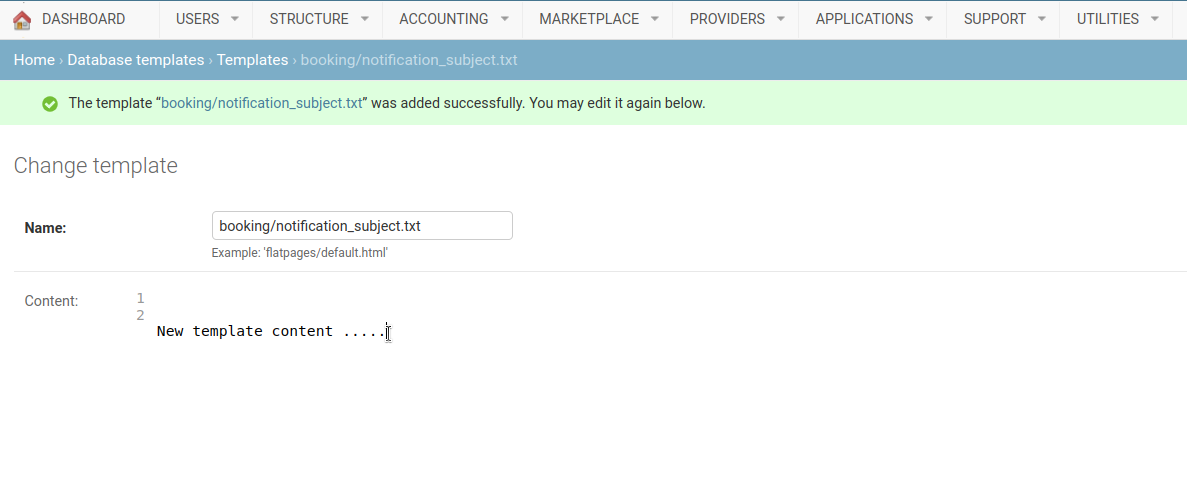 DASHBOARD USERS STRUCTURE ACCOUNTING MARKETPLACE PROVIDERS APPLICATIONS SUPPORT UTILITIES
Home › Database templates › Templates › booking/notification_subject.txt
The template “booking/notification_subject.txt” was added successfully. You may edit it again below.
Change template
Name: booking/notification_subject.txt
Example: 'flatpages/default.html'
Content: 1
2
New template content .....